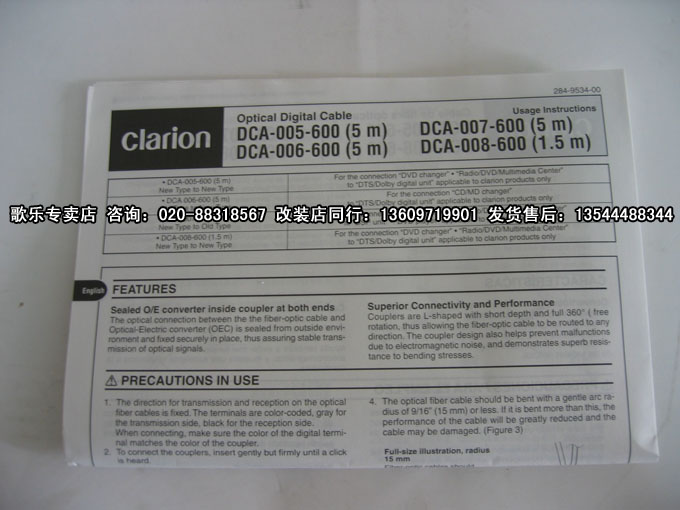 284-9534-00
clarion
Optical Digital Cable
Usage Instructions
DCA-005-600 (5 m)
DCA-007-600 (5 m)
DCA-006-600 (5 m)
DCA-008-600 (1.5 m)
• DCA-005-600 (5 m)
New Type to New Type
For the connection "DVD changer" • "Radio/DVD/Multimedia Center"
to "DTS/Dolby digital unit" applicable to clarion products only
• DCA 006-600 (5 m)
For the connection "CD/MD changer"
歌乐专卖店 咨询：020-88318567 改装店同行：13609719901 发货售后：13544488344
New Type to Old Type
• DCA-008-600 (1.5 m)
New Type to New Type
For the connection "DVD changer" • "Radio/DVD/Multimedia Center"
to "DTS/Dolby digital unit" applicable to clarion products only
English
FEATURES
Sealed O/E converter inside coupler at both ends
The optical connection between the the fiber-optic cable and
Optical-Electric converter (OEC) is sealed from outside envi-
ronment and fixed securely in place, thus assuring stable trans-
mission of optical signals.
Superior Connectivity and Performance
Couplers are L-shaped with short depth and full 360° ( free
rotation, thus allowing the fiber-optic cable to be routed to any
direction. The coupler design also helps prevent malfunctions
due to electromagnetic noise, and demonstrates superb resis-
tance to bending stresses.
⚠ PRECAUTIONS IN USE
1. The direction for transmission and reception on the optical
fiber cables is fixed. The terminals are color-coded, gray for
the transmission side, black for the reception side.
When connecting, make sure the color of the digital termi-
nal matches the color of the coupler.
2. To connect the couplers, insert gently but firmly until a click
is heard.
4. The optical fiber cable should be bent with a gentle arc ra-
dius of 9/16" (15 mm) or less. If it is bent more than this, the
performance of the cable will be greatly reduced and the
cable may be damaged. (Figure 3)
Full-size illustration, radius
15 mm